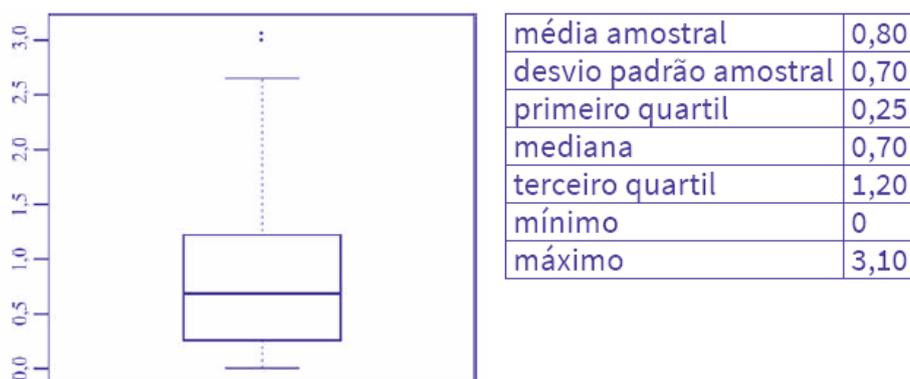 3,0
2,5
2,0
1,5
1,0
0,5
0,0
média amostral 0,80
desvio padrão amostral 0,70
primeiro quartil 0,25
mediana 0,70
terceiro quartil 1,20
mínimo 0
máximo 3,10